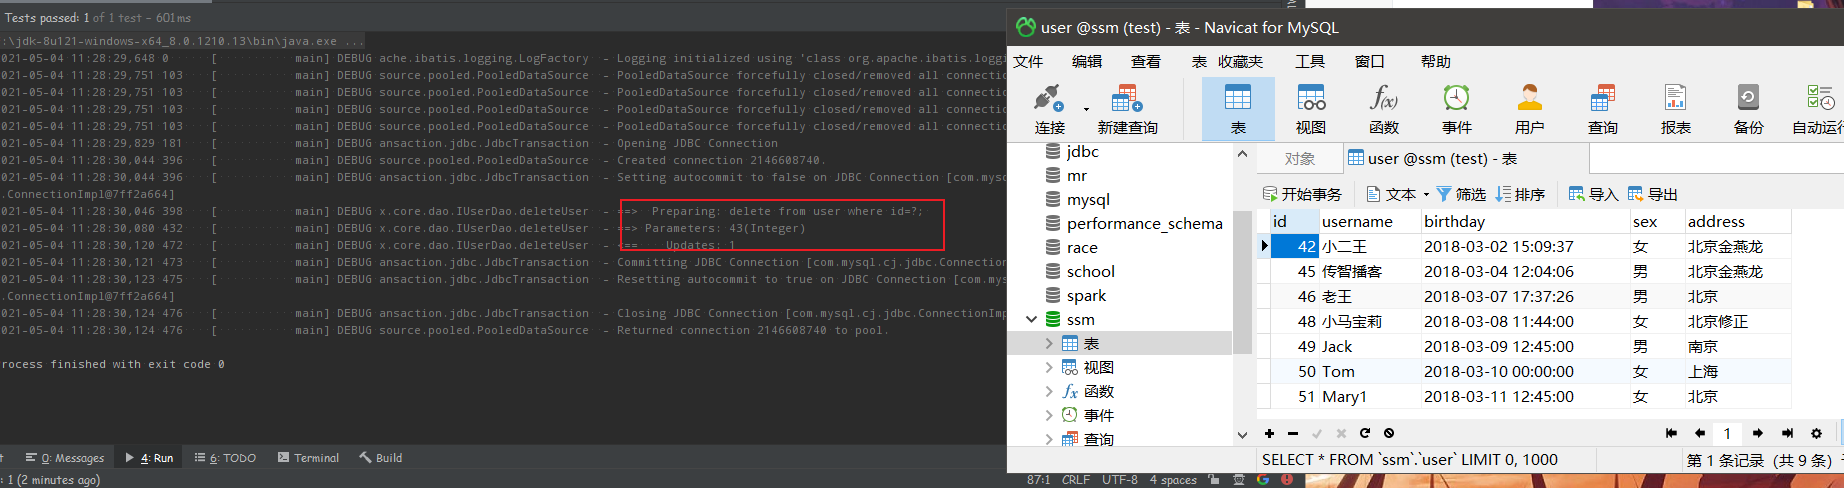 Tests passed: 1 of 1 test – 601ms
:\jdk-8u121-windows-x64_8.0.1210.13\bin\java.exe ...
021-05-04 11:28:29,648 0      [           main] DEBUG ache.ibatis.logging.LogFactory  - Logging initialized using 'class org.apache.ibatis.loggi
021-05-04 11:28:29,751 103    [           main] DEBUG source.pooled.PooledDataSource  - PooledDataSource forcefully closed/removed all connectio
021-05-04 11:28:29,751 103    [           main] DEBUG source.pooled.PooledDataSource  - PooledDataSource forcefully closed/removed all connectio
021-05-04 11:28:29,751 103    [           main] DEBUG source.pooled.PooledDataSource  - PooledDataSource forcefully closed/removed all connectio
021-05-04 11:28:29,751 103    [           main] DEBUG source.pooled.PooledDataSource  - PooledDataSource forcefully closed/removed all connectio
021-05-04 11:28:29,829 181    [           main] DEBUG ansaction.jdbc.JdbcTransaction  - Opening JDBC Connection
021-05-04 11:28:30,044 396    [           main] DEBUG source.pooled.PooledDataSource  - Created connection 2146608740.
021-05-04 11:28:30,044 396    [           main] DEBUG ansaction.jdbc.JdbcTransaction  - Setting autocommit to false on JDBC Connection [com.mysq
.ConnectionImpl@7ff2a664]
021-05-04 11:28:30,046 398    [           main] DEBUG x.core.dao.IUserDao.deleteUser  - ==>  Preparing: delete from user where id=?;
021-05-04 11:28:30,080 432    [           main] DEBUG x.core.dao.IUserDao.deleteUser  - ==> Parameters: 43(Integer)
021-05-04 11:28:30,120 472    [           main] DEBUG x.core.dao.IUserDao.deleteUser  - <==    Updates: 1
021-05-04 11:28:30,121 473    [           main] DEBUG ansaction.jdbc.JdbcTransaction  - Committing JDBC Connection [com.mysql.cj.jdbc.Connection
021-05-04 11:28:30,123 475    [           main] DEBUG ansaction.jdbc.JdbcTransaction  - Resetting autocommit to true on JDBC Connection [com.mys
.ConnectionImpl@7ff2a664]
021-05-04 11:28:30,124 476    [           main] DEBUG ansaction.jdbc.JdbcTransaction  - Closing JDBC Connection [com.mysql.cj.jdbc.ConnectionImp
021-05-04 11:28:30,124 476    [           main] DEBUG source.pooled.PooledDataSource  - Returned connection 2146608740 to pool.
rocess finished with exit code 0
0: Messages 4: Run 6: TODO Terminal Build
: 1 (2 minutes ago) 87:1 CRLF UTF-8 4 spaces
user @ssm (test) - 表 - Navicat for MySQL
文件 编辑 查看 表 收藏夹 工具 窗口 帮助
连接 新建查询 表 视图 函数 事件 用户 查询 报表 备份 自动运行
jdbc
mr
mysql
performance_schema
race
school
spark
ssm
表
视图
函数
事件
查询
对象 user @ssm (test) - 表
开始事务 文本 筛选 排序 导入 导出
id username birthday sex address
42 小二王 2018-03-02 15:09:37 女 北京金燕龙
45 传智播客 2018-03-04 12:04:06 男 北京金燕龙
46 老王 2018-03-07 17:37:26 男 北京
48 小马宝莉 2018-03-08 11:44:00 女 北京修正
49 Jack 2018-03-09 12:45:00 男 南京
50 Tom 2018-03-10 00:00:00 女 上海
51 Mary1 2018-03-11 12:45:00 女 北京
1
SELECT * FROM `ssm`.`user` LIMIT 0, 1000 第 1 条记录 (共 9 条) 于